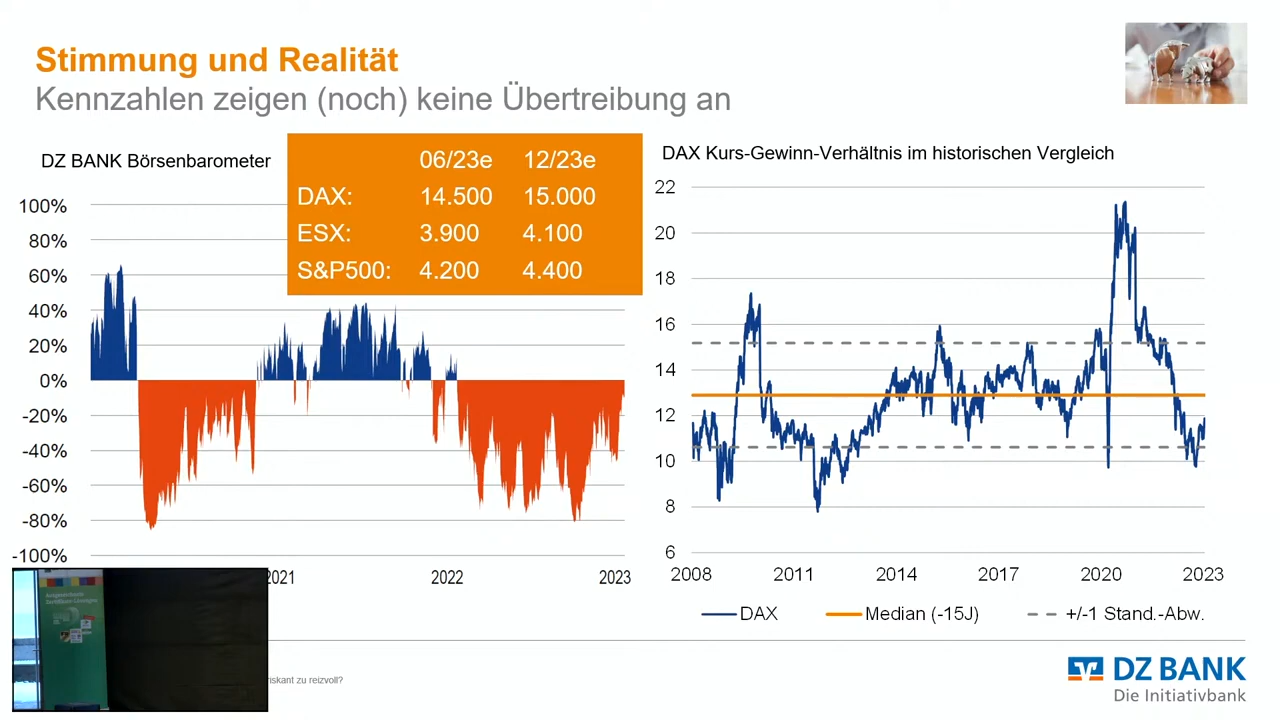 Stimmung und Realität
Kennzahlen zeigen (noch) keine Übertreibung an
DZ BANK Börsenbarometer
06/23e 12/23e
DAX: 14.500 15.000
ESX: 3.900 4.100
S&P500: 4.200 4.400
100%
80%
60%
40%
20%
0%
-20%
-40%
-60%
-80%
-100%
2021 2022 2023
DAX Kurs-Gewinn-Verhältnis im historischen Vergleich
22
20
18
16
14
12
10
8
6
2008 2011 2014 2017 2020 2023
DAX Median (-15J) +/-1 Stand.-Abw.
zu reizvoll?
DZ BANK
Die Initiativbank